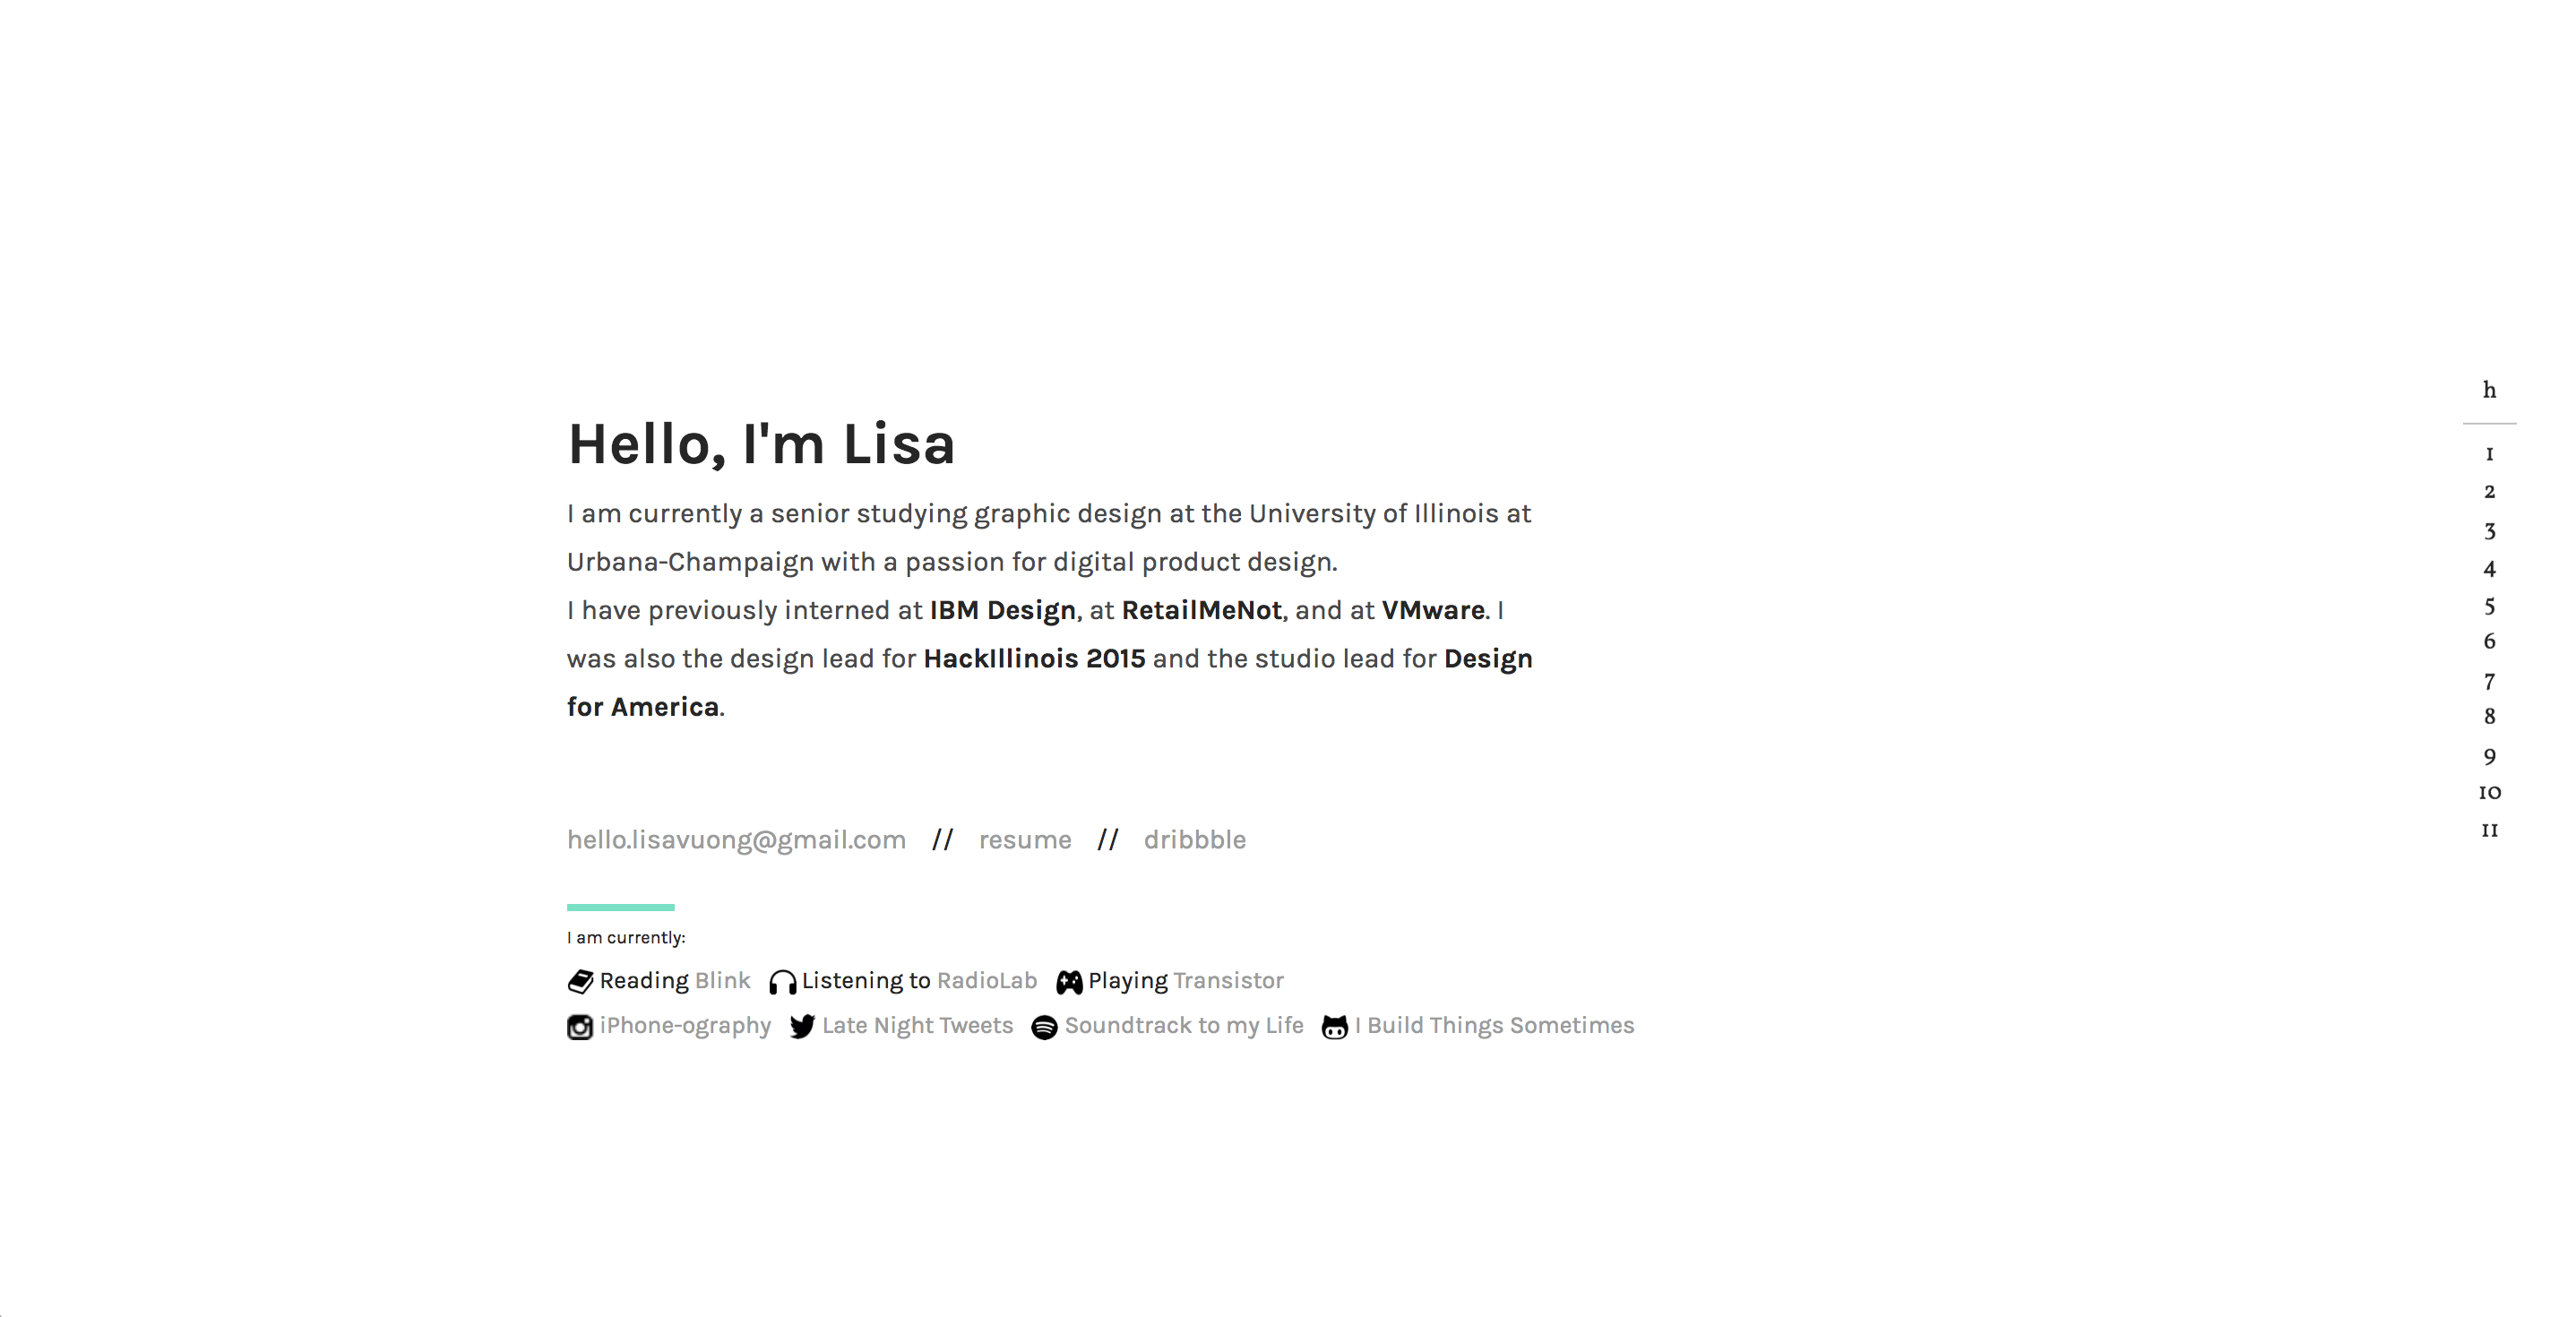 Hello, I'm Lisa
I am currently a senior studying graphic design at the University of Illinois at
Urbana-Champaign with a passion for digital product design.
I have previously interned at IBM Design, at RetailMeNot, and at VMware. I
was also the design lead for HackIllinois 2015 and the studio lead for Design
for America.
hello.lisavuong@gmail.com // resume // dribbble
I am currently:
Reading Blink Listening to RadioLab Playing Transistor
iPhone-ography Late Night Tweets Soundtrack to my Life I Build Things Sometimes
h
1
2
3
4
5
6
7
8
9
10
11